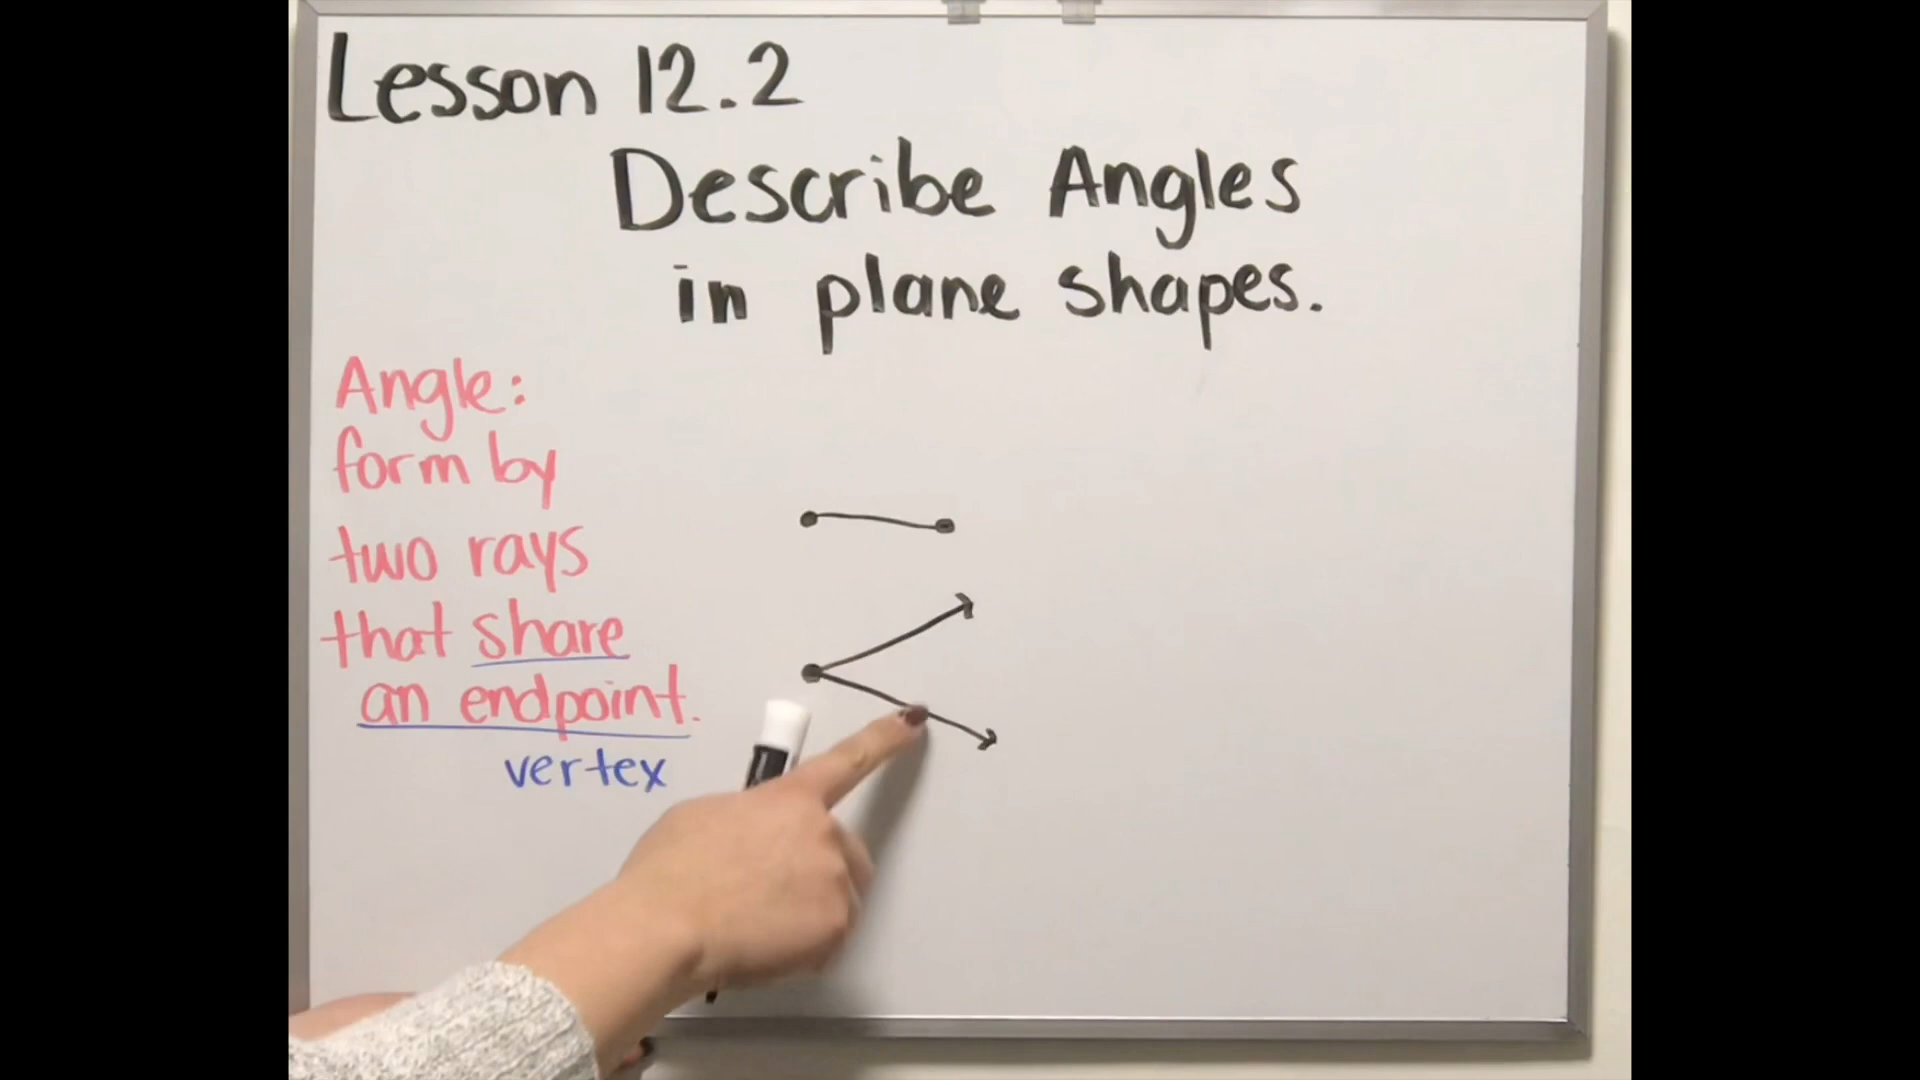 Lesson 12.2
Describe Angles
in plane shapes.
Angle:
form by
two rays
that share
an endpoint.
vertex